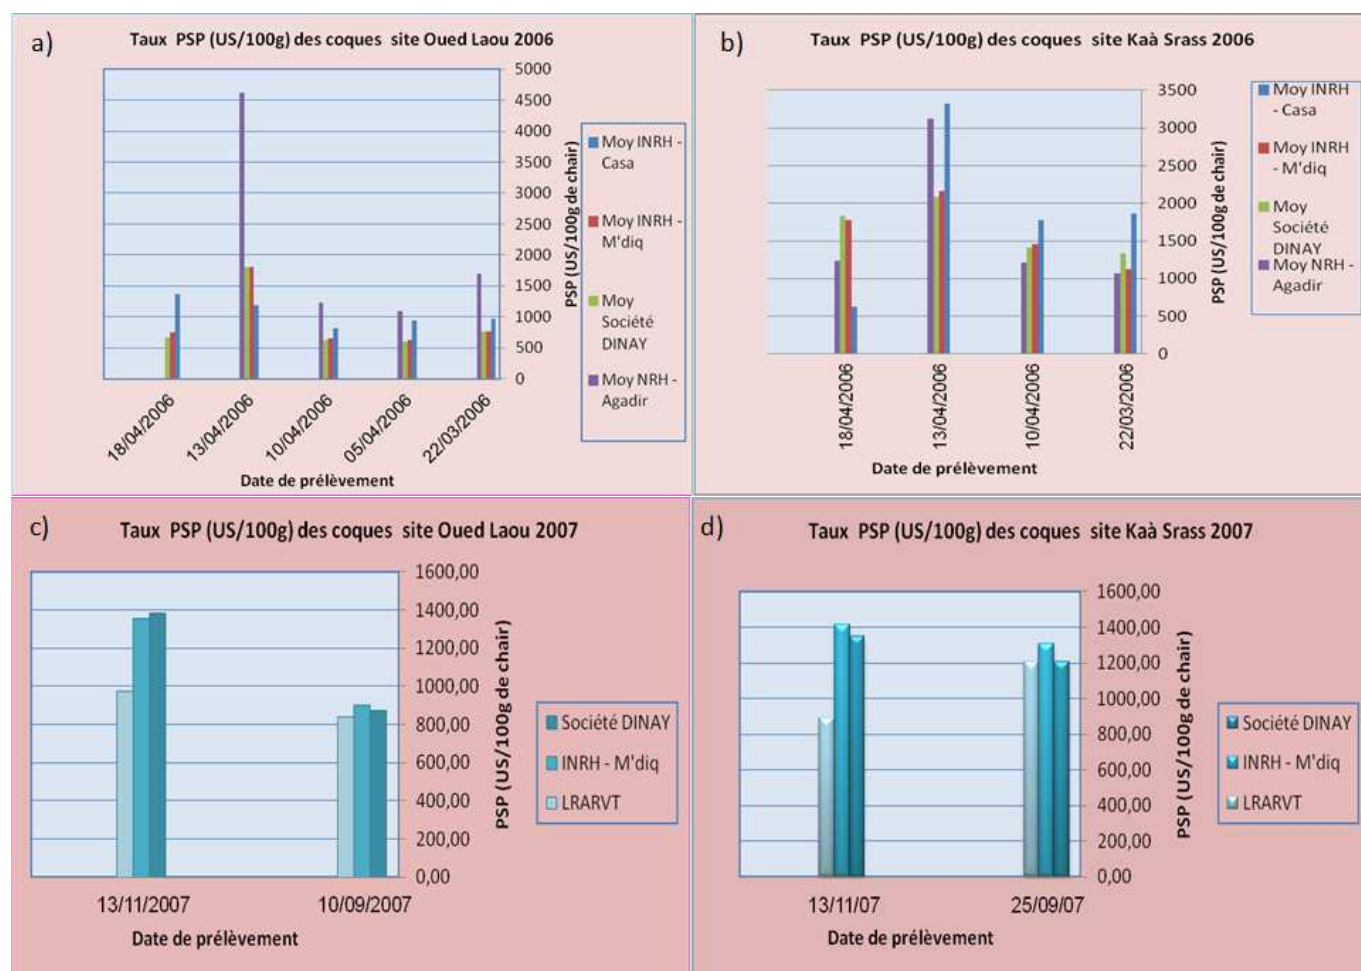 a)
Taux PSP (US/100g) des coques site Oued Laou 2006
5000
4500
4000
3500
3000
2500
2000
1500
1000
500
0
PSP (US/100g de chair)
18/04/2006
13/04/2006
10/04/2006
05/04/2006
22/03/2006
Date de prélèvement
Moy INRH -
Casa
Moy INRH -
M'diq
Moy
Société
DINAY
Moy NRH -
Agadir
b)
Taux PSP (US/100g) des coques site Kaà Srass 2006
3500
3000
2500
2000
1500
1000
500
0
PSP (US/100g de chair)
18/04/2006
13/04/2006
10/04/2006
22/03/2006
Date de prélèvement
Moy INRH
- Casa
Moy INRH
- M'diq
Moy
Société
DINAY
Moy NRH -
Agadir
c)
Taux PSP (US/100g) des coques site Oued Laou 2007
1600,00
1400,00
1200,00
1000,00
800,00
600,00
400,00
200,00
0,00
PSP (US/100g de chair)
13/11/2007
10/09/2007
Date de prélèvement
Société DINAY
INRH - M'diq
LRARVT
d)
Taux PSP (US/100g) des coques site Kaà Srass 2007
1600,00
1400,00
1200,00
1000,00
800,00
600,00
400,00
200,00
0,00
PSP (US/100g de chair)
13/11/07
25/09/07
Date de prélèvement
Société DINAY
INRH - M'diq
LRARVT